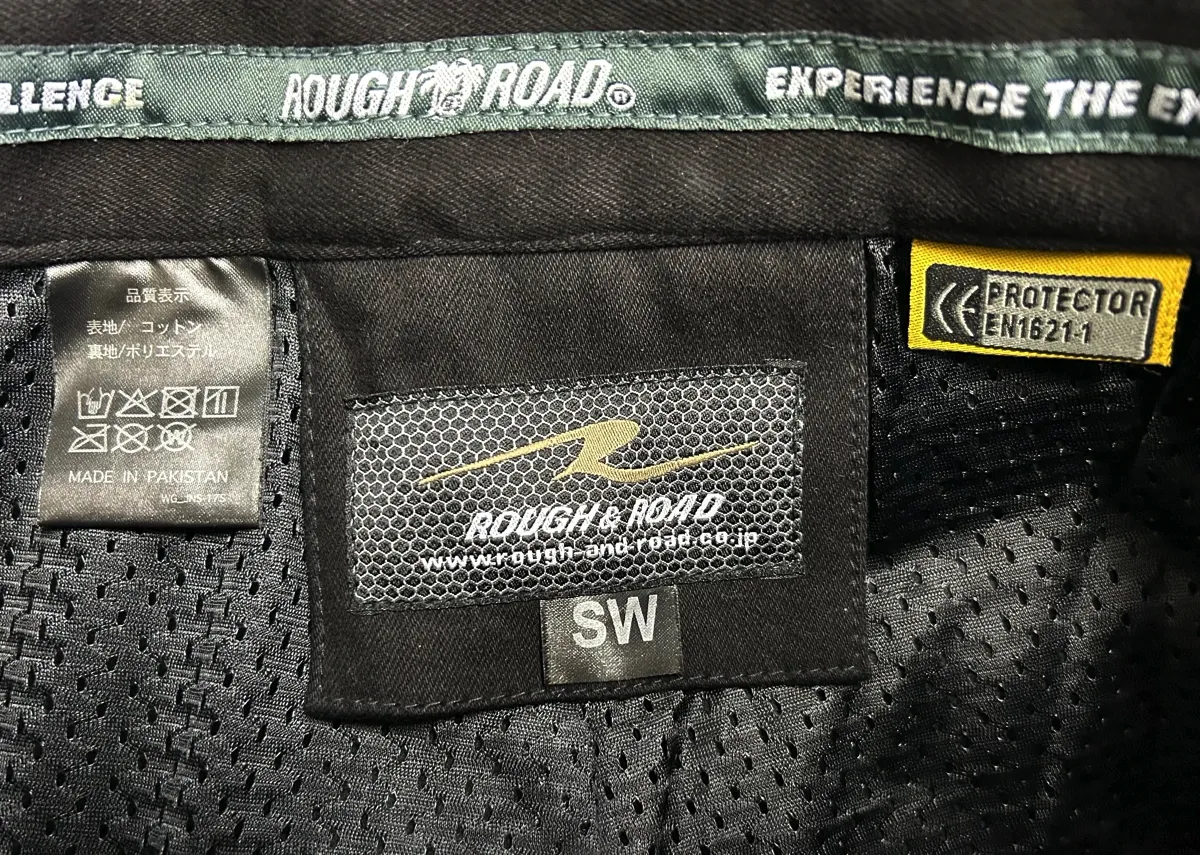 LLENGE ROUGH ROAD EXPERIENCE THE EX
品質表示
表地/ コットン
裏地/ポリエステル
MADE IN PAKISTAN
CE PROTECTOR
EN1621-1
ROUGH & ROAD
www.rough-and-road.co.jp
SW